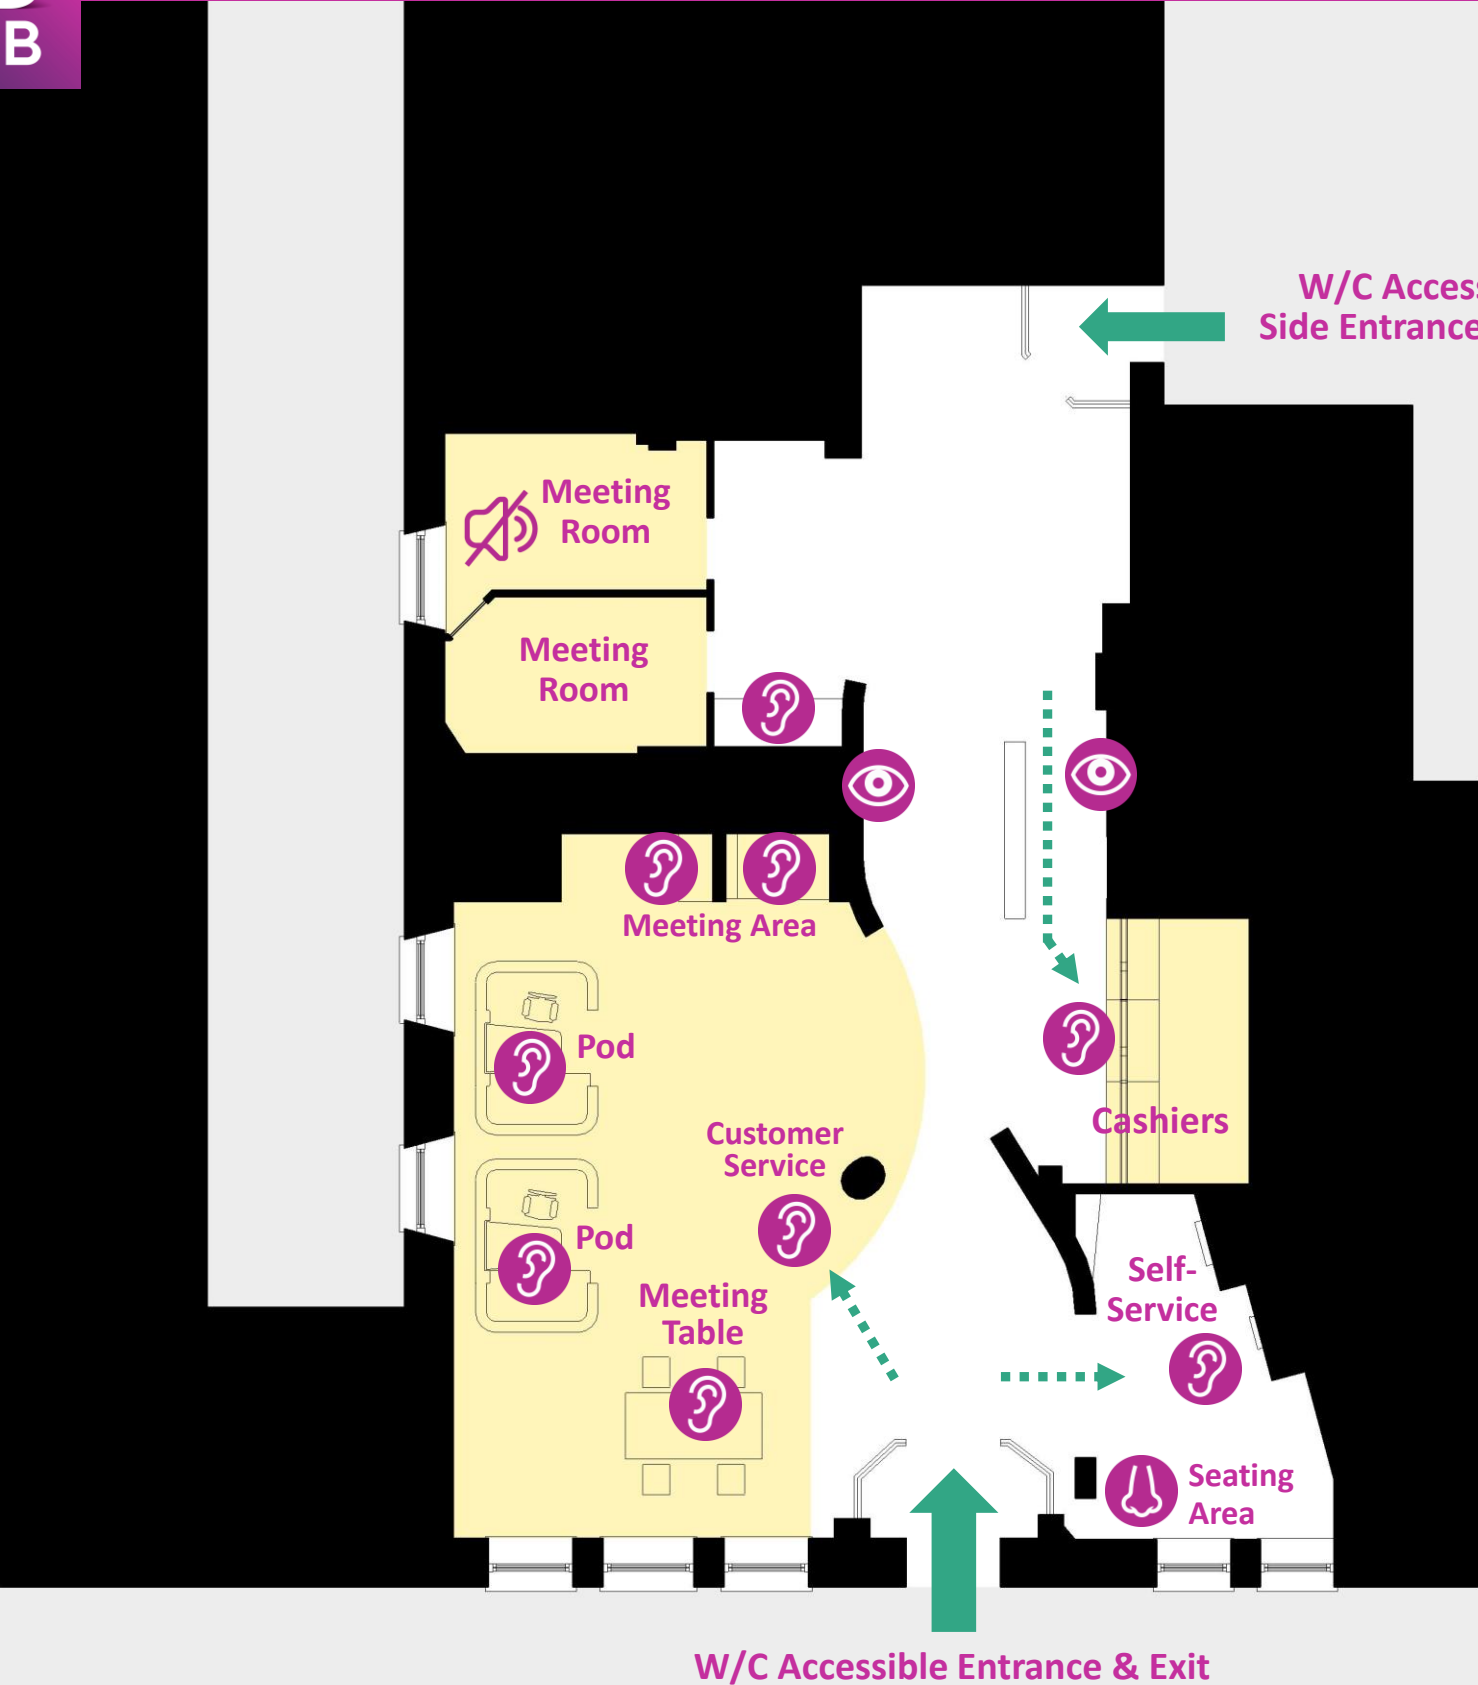 B
W/C Access
Side Entrance
Meeting
Room
Meeting
Room
Meeting Area
Pod
Customer
Service
Cashiers
Pod
Self-
Service
Meeting
Table
Seating
Area
W/C Accessible Entrance & Exit